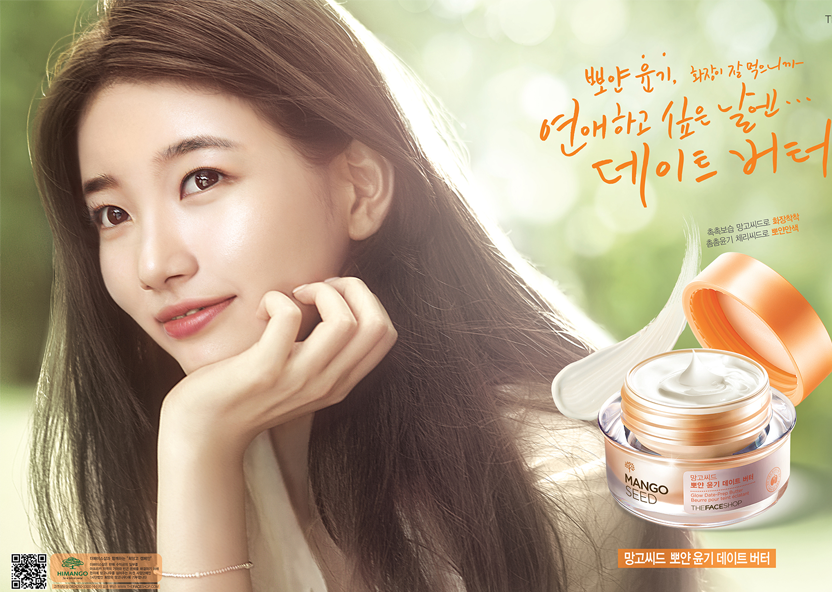 뽀얀 윤기, 화장이 잘 먹으니까~
연애하고 싶은 날엔...
데이트 버터
촉촉보습 망고씨드로 화장착착
촘촘윤기 체리씨드로 뽀얀안색
MANGO
SEED
망고씨드
뽀얀 윤기 데이트 버터
THEFACESHOP
HIMANGO
망고씨드 뽀얀 윤기 데이트 버터